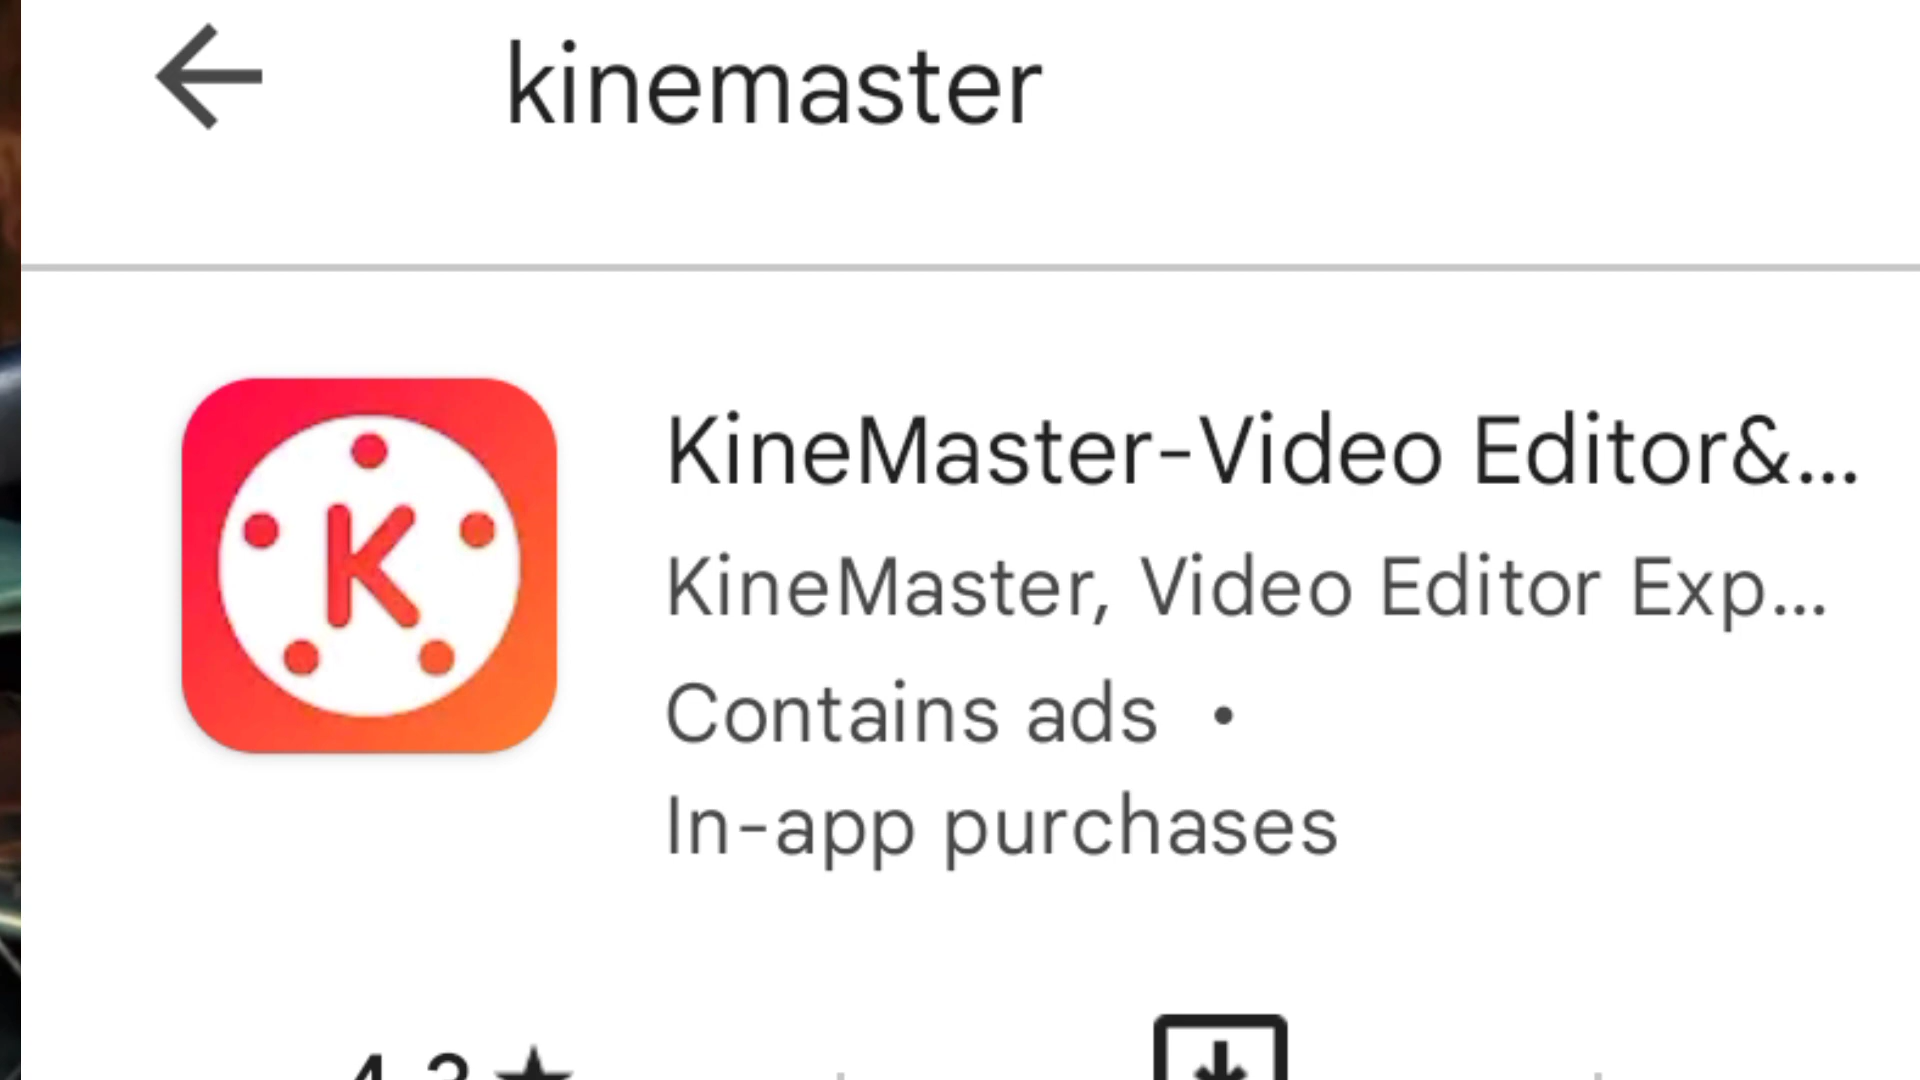 kinemaster
KineMaster-Video Editor&...
K
KineMaster, Video Editor Exp...
Contains ads •
In-app purchases